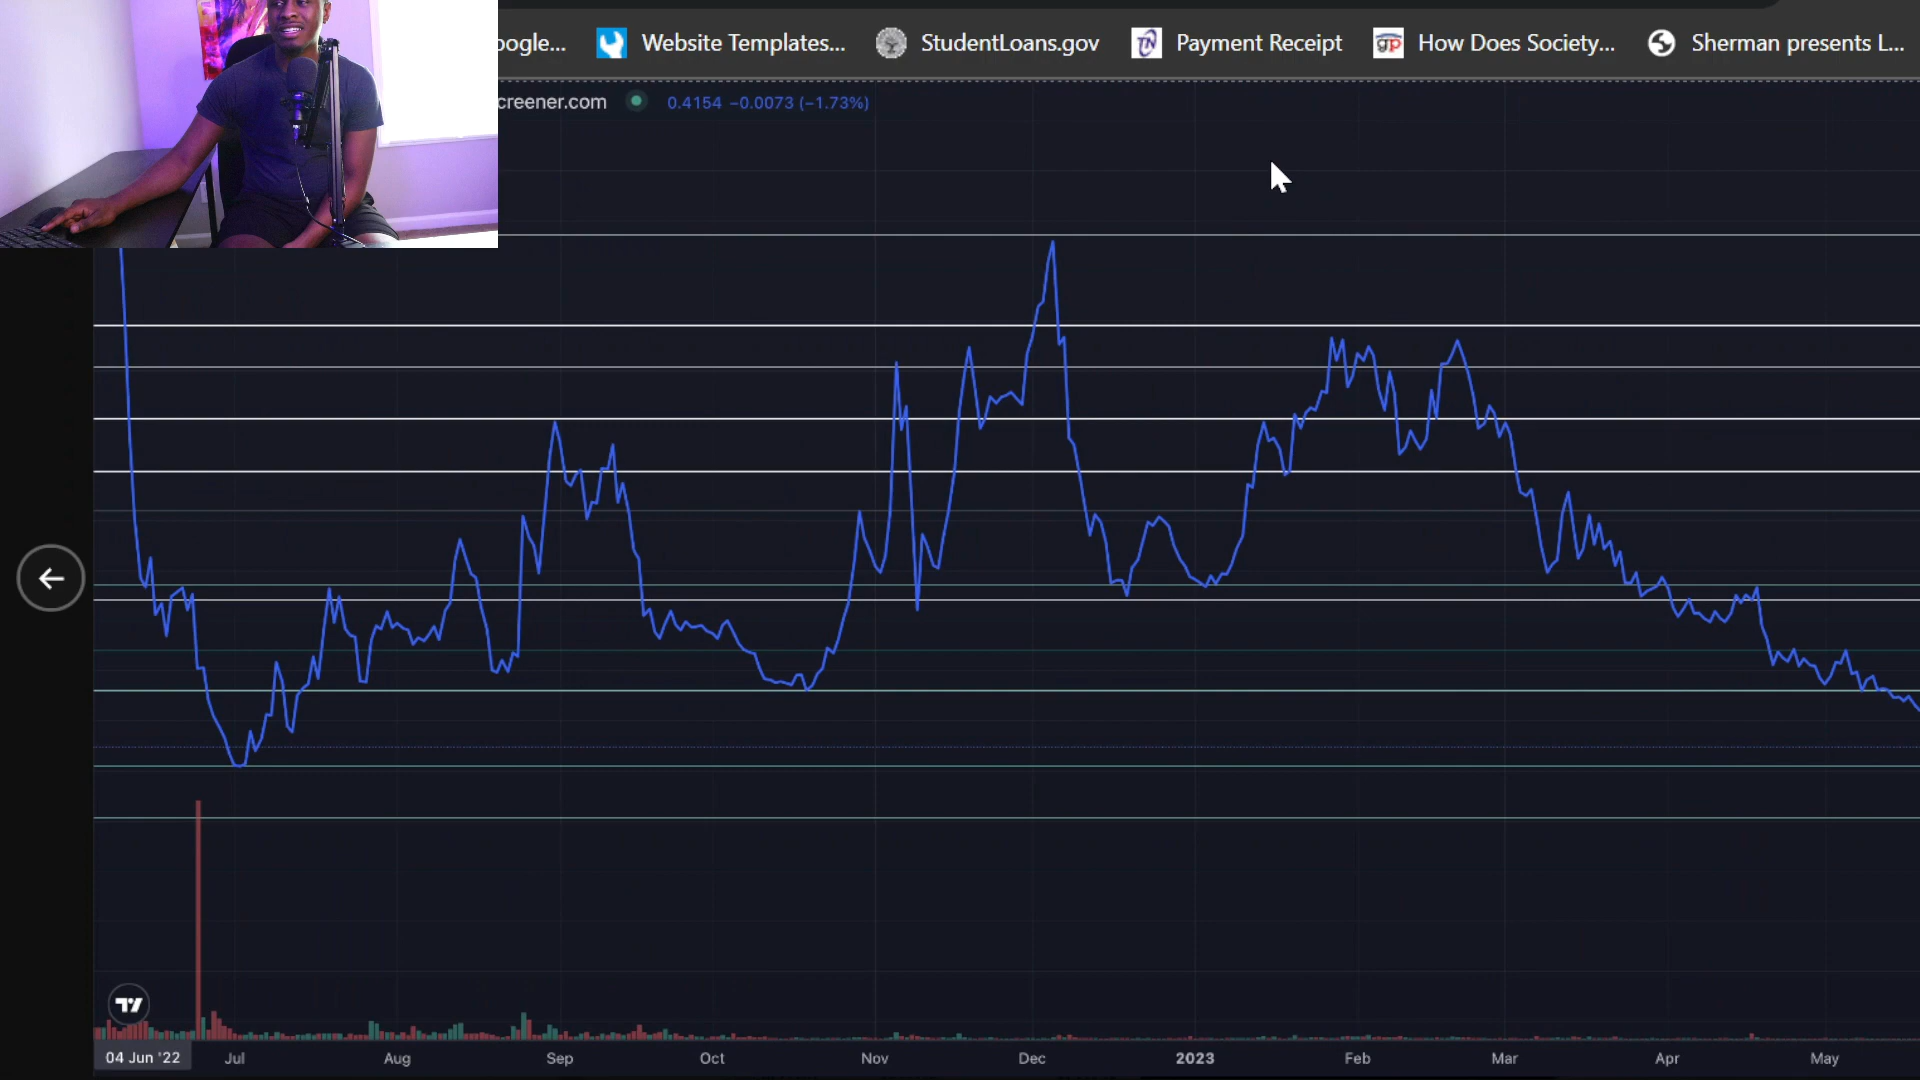 oogle... Website Templates... StudentLoans.gov Payment Receipt How Does Society... Sherman presents L...
creener.com 0.4154 −0.0073 (−1.73%)
04 Jun '22 Jul Aug Sep Oct Nov Dec 2023 Feb Mar Apr May